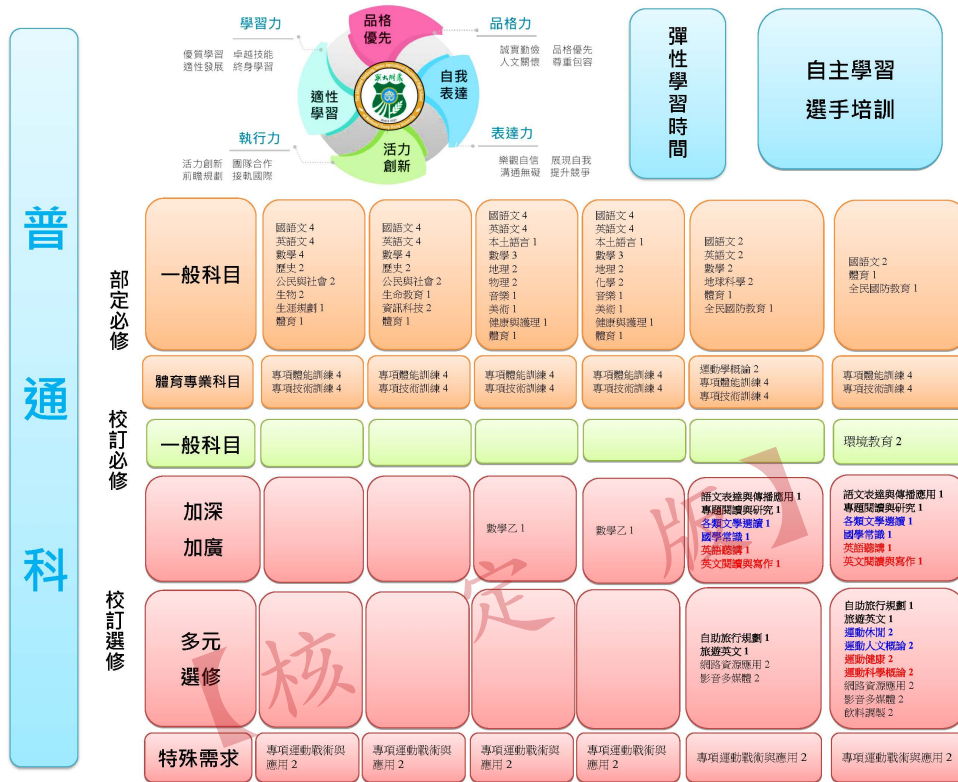 普通科
學習力
優質學習 卓越技能
適性發展 終身學習
品格優先
品格力
誠實勤儉 品格優先
人文關懷 尊重包容
適性學習
自我表達
執行力
活力創新 團隊合作
前瞻規劃 接軌國際
活力創新
表達力
樂觀自信 展現自我
溝通無礙 提升競爭
彈性學習時間
自主學習
選手培訓
部定必修
一般科目
國語文 4
英語文 4
數學 4
歷史 2
公民與社會 2
生物 2
生涯規劃 1
體育 1
國語文 4
英語文 4
數學 4
歷史 2
公民與社會 2
生命教育 1
資訊科技 2
體育 1
國語文 4
英語文 4
本土語言 1
數學 3
地理 2
物理 2
音樂 1
美術 1
健康與護理 1
體育 1
國語文 4
英語文 4
本土語言 1
數學 3
地理 2
化學 2
音樂 1
美術 1
健康與護理 1
體育 1
國語文 2
英語文 2
數學 2
地球科學 2
體育 1
全民國防教育 1
國語文 2
體育 1
全民國防教育 1
體育專業科目
專項體能訓練 4
專項技術訓練 4
專項體能訓練 4
專項技術訓練 4
專項體能訓練 4
專項技術訓練 4
專項體能訓練 4
專項技術訓練 4
運動學概論 2
專項體能訓練 4
專項技術訓練 4
專項體能訓練 4
專項技術訓練 4
校訂必修
一般科目
環境教育 2
校訂選修
加深
加廣
數學乙 1
數學乙 1
語文表達與傳播應用 1
專題閱讀與研究 1
各類文學選讀 1
國學常識 1
英語聽講 1
英文閱讀與寫作 1
語文表達與傳播應用 1
專題閱讀與研究 1
各類文學選讀 1
國學常識 1
英語聽講 1
英文閱讀與寫作 1
多元
選修
自助旅行規劃 1
旅遊英文 1
網路資源應用 2
影音多媒體 2
自助旅行規劃 1
旅遊英文 1
運動休閒 2
運動人文概論 2
運動健康 2
運動科學概論 2
網路資源應用 2
影音多媒體 2
飲料調製 2
特殊需求
專項運動戰術與
應用 2
專項運動戰術與
應用 2
專項運動戰術與
應用 2
專項運動戰術與
應用 2
專項運動戰術與應用 2
專項運動戰術與應用 2
【核定版】